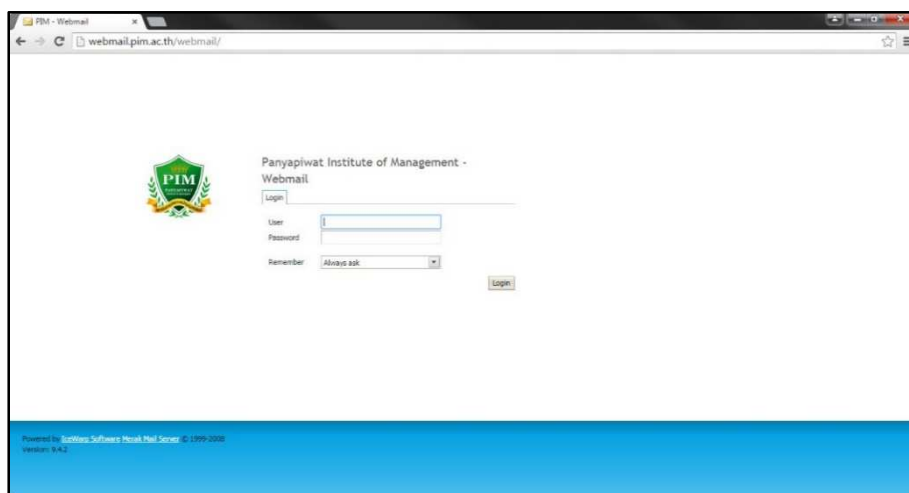 PIM - Webmail
webmail.pim.ac.th/webmail/
PIM
Panyapiwat Institute of Management -
Webmail
Login
User
Password
Remember Always ask
Login
Powered by IceWarp Software Merak Mail Server © 1999-2008
Version: 9.4.2